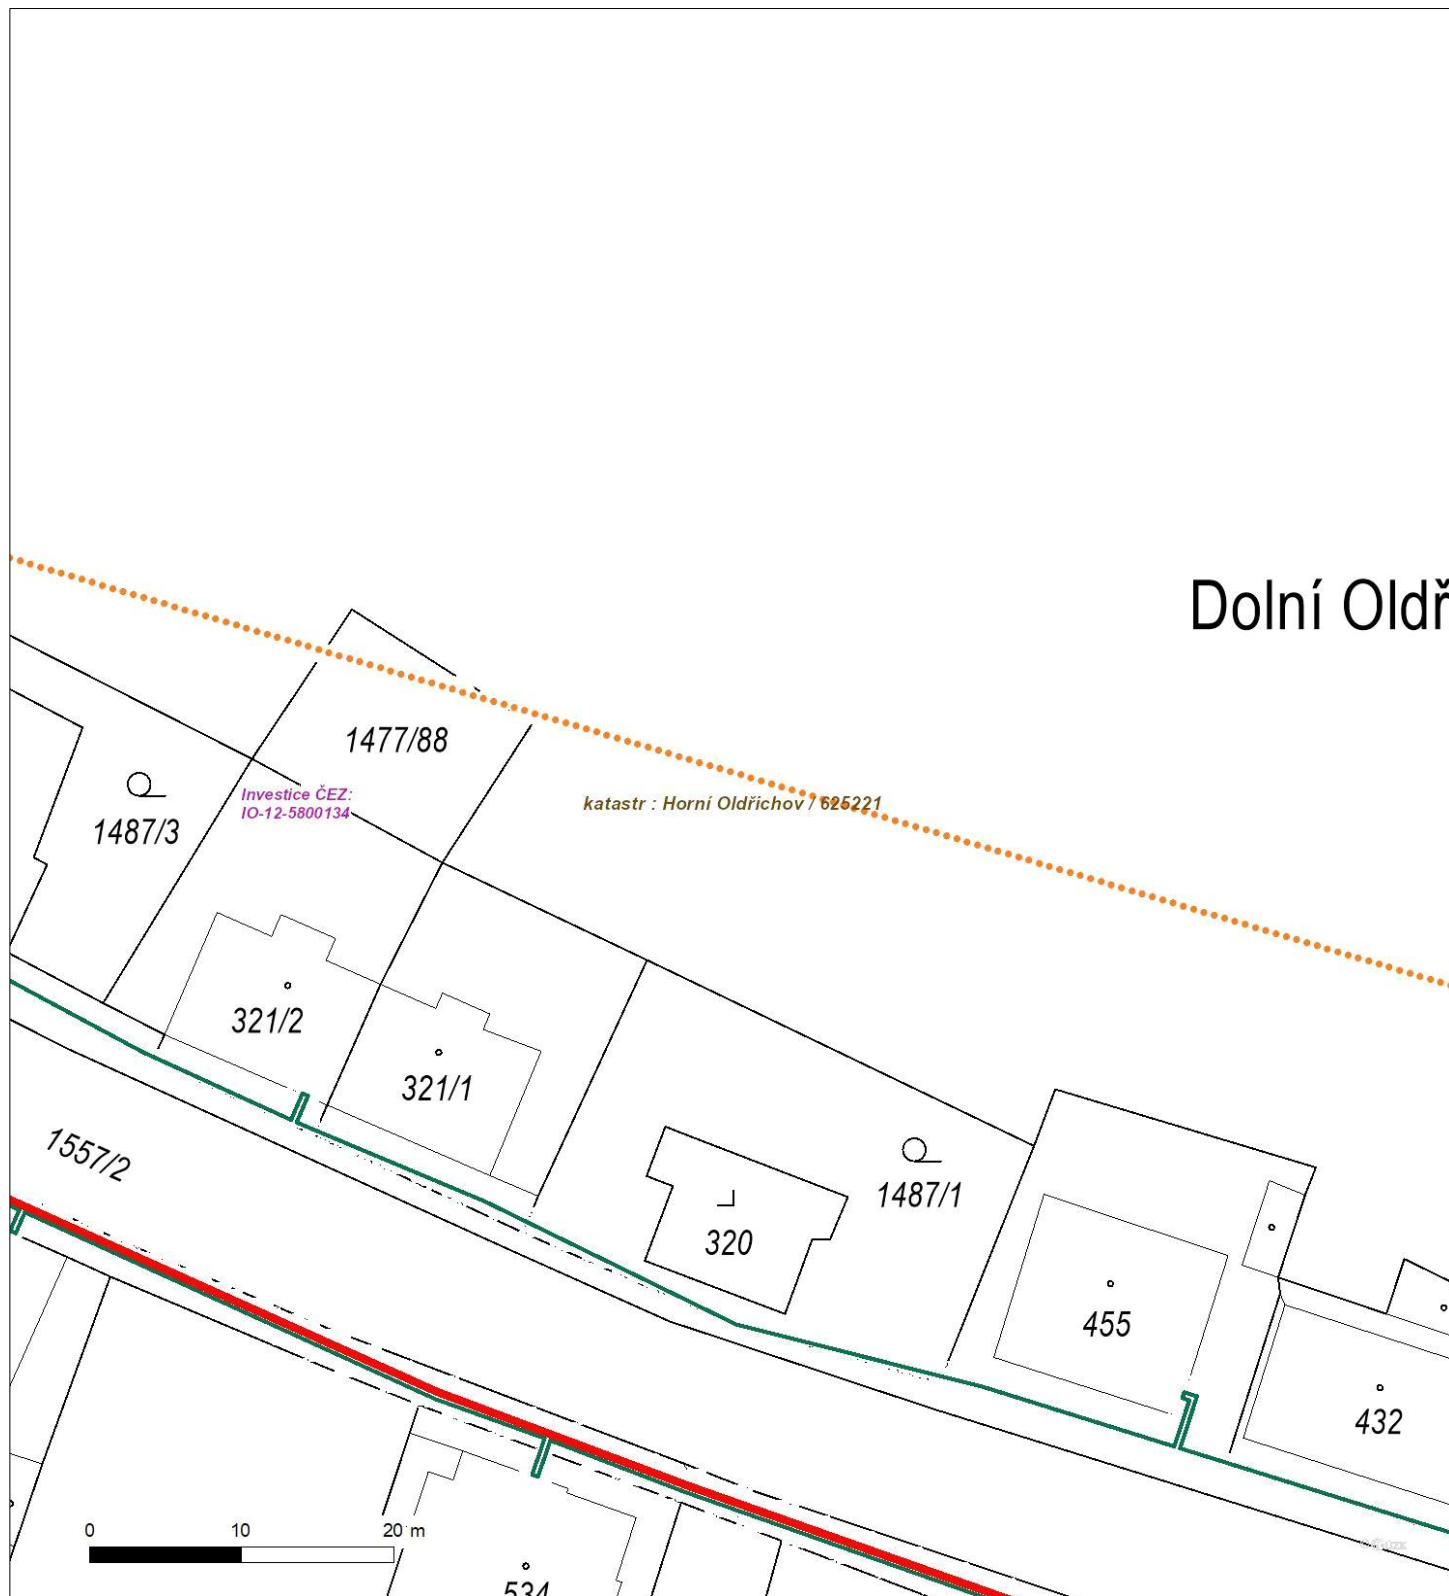 Dolní Oldř
1477/88
Investice ČEZ:
IO-12-5800134
katastr : Horní Oldřichov / 625221
1487/3
321/2
321/1
1557/2
1487/1
320
455
432
0 10 20 m
534